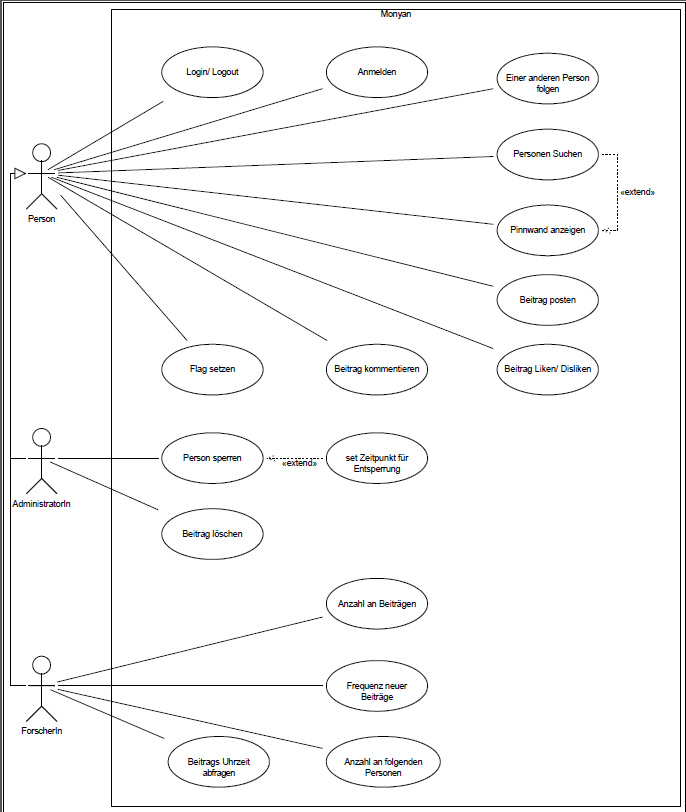 Monyan
Login/ Logout
Anmelden
Einer anderen Person
folgen
Personen Suchen
«extend»
Person
Pinnwand anzeigen
Beitrag posten
Flag setzen
Beitrag kommentieren
Beitrag Liken/ Disliken
Person sperren
«extend»
set Zeitpunkt für
Entsperrung
AdministratorIn
Beitrag löschen
Anzahl an Beiträgen
Frequenz neuer
Beiträge
ForscherIn
Beitrags Uhrzeit
abfragen
Anzahl an folgenden
Personen